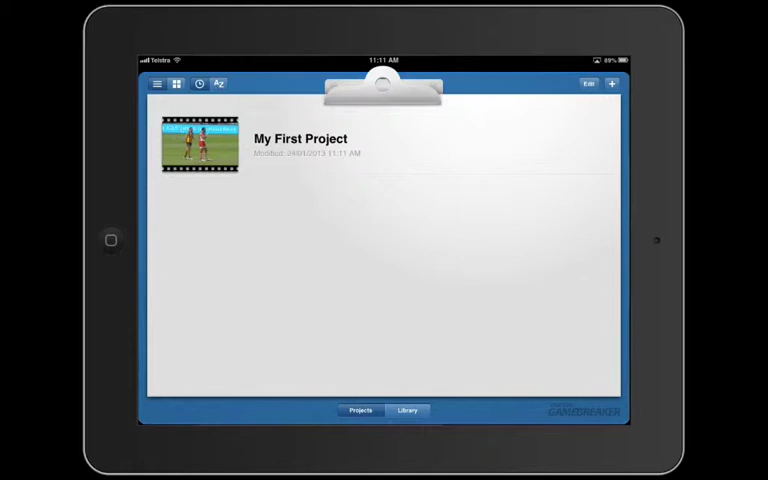 Telstra
11:11 AM
89%
AZ
Edit
+
My First Project
Modified: 24/01/2013 11:11 AM
Projects
Library
GAMEBREAKER